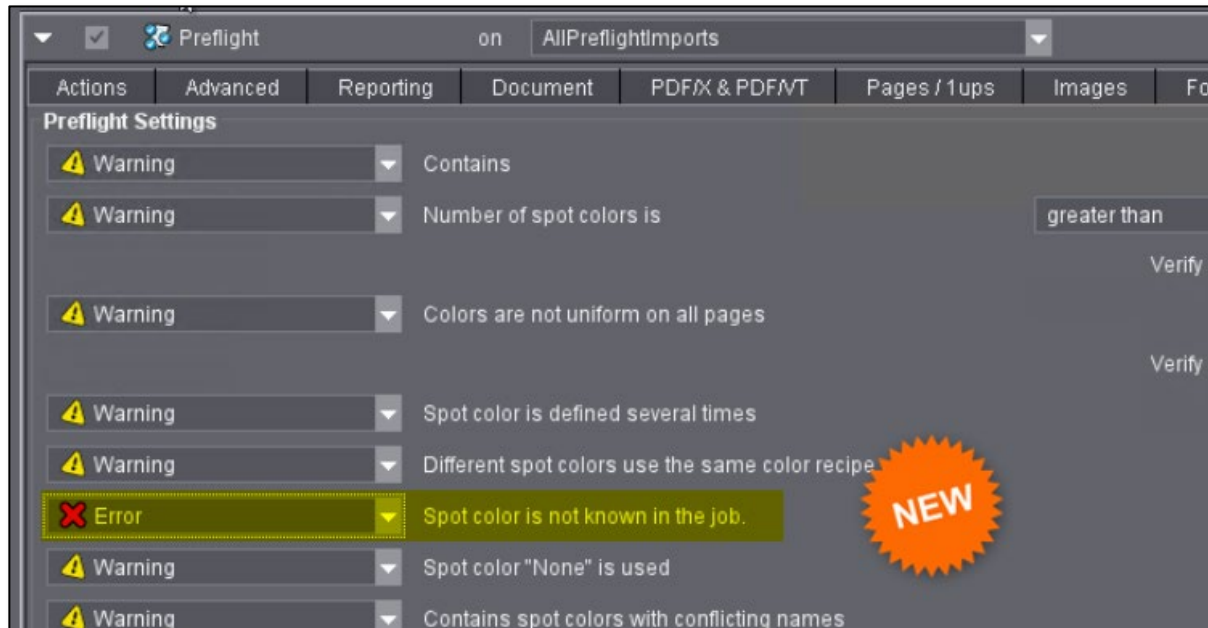 Preflight on AllPreflightImports
Actions Advanced Reporting Document PDF/X & PDF/VT Pages / 1ups Images Fo
Preflight Settings
Warning Contains
Warning Number of spot colors is greater than
Verify
Warning Colors are not uniform on all pages
Verify
Warning Spot color is defined several times
Warning Different spot colors use the same color recipe
Error Spot color is not known in the job.
NEW
Warning Spot color "None" is used
Warning Contains spot colors with conflicting names